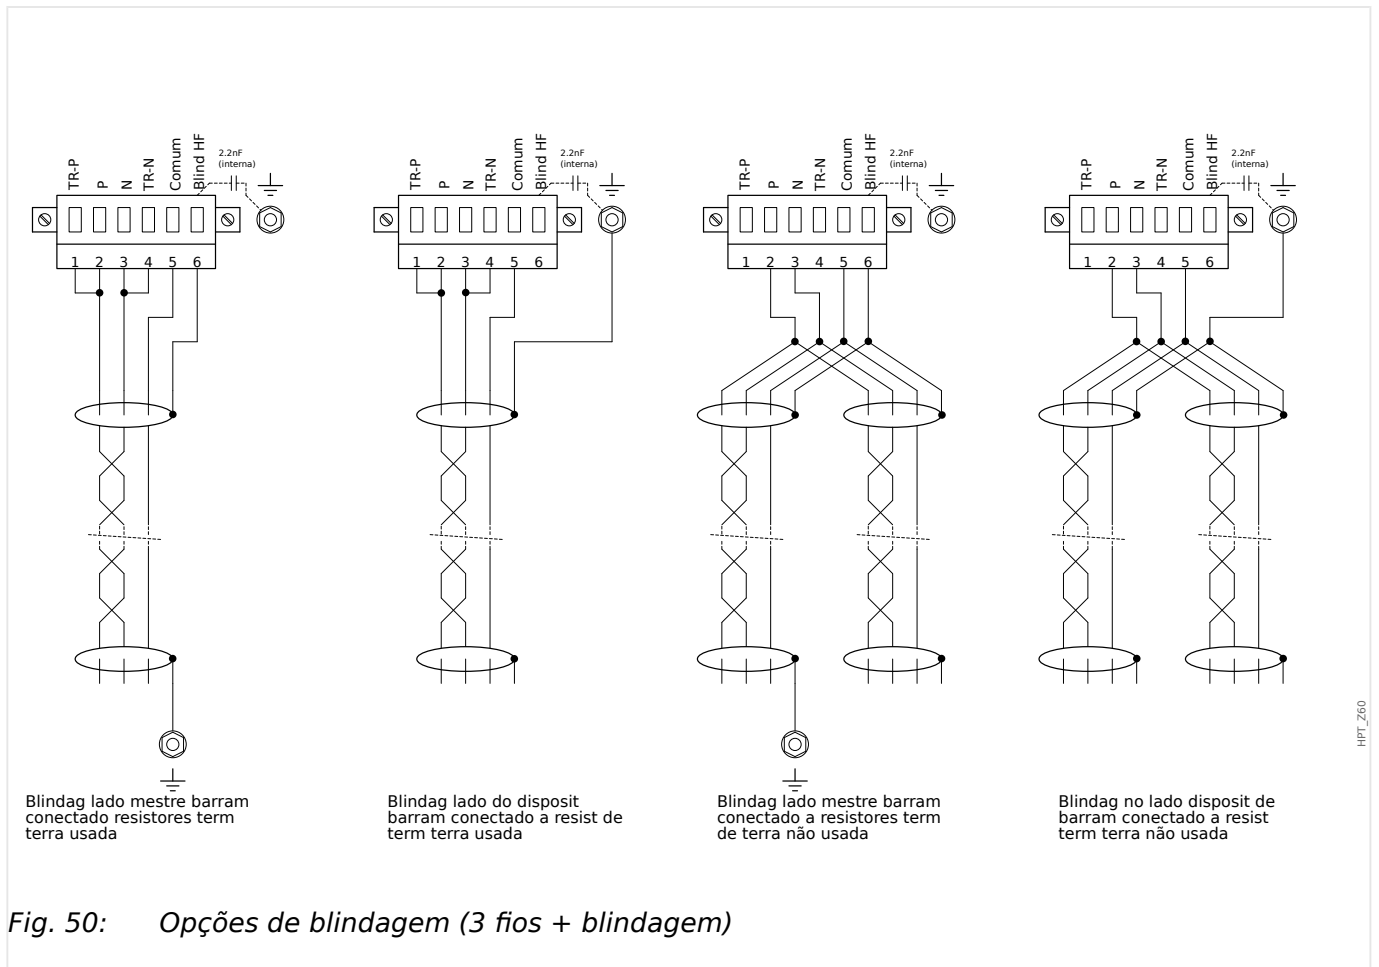 TR-P
P
N
TR-N
Comum
Blind HF
2.2nF
(interna)
1 2 3 4 5 6
TR-P
P
N
TR-N
Comum
Blind HF
2.2nF
(interna)
1 2 3 4 5 6
TR-P
P
N
TR-N
Comum
Blind HF
2.2nF
(interna)
1 2 3 4 5 6
TR-P
P
N
TR-N
Comum
Blind HF
2.2nF
(interna)
1 2 3 4 5 6
HPT_Z60
Blindag lado mestre barram
conectado resistores term
terra usada
Blindag lado do disposit
barram conectado a resist de
term terra usada
Blindag lado mestre barram
conectado a resistores term
de terra não usada
Blindag no lado disposit de
barram conectado a resist
term terra não usada
Fig. 50: Opções de blindagem (3 fios + blindagem)